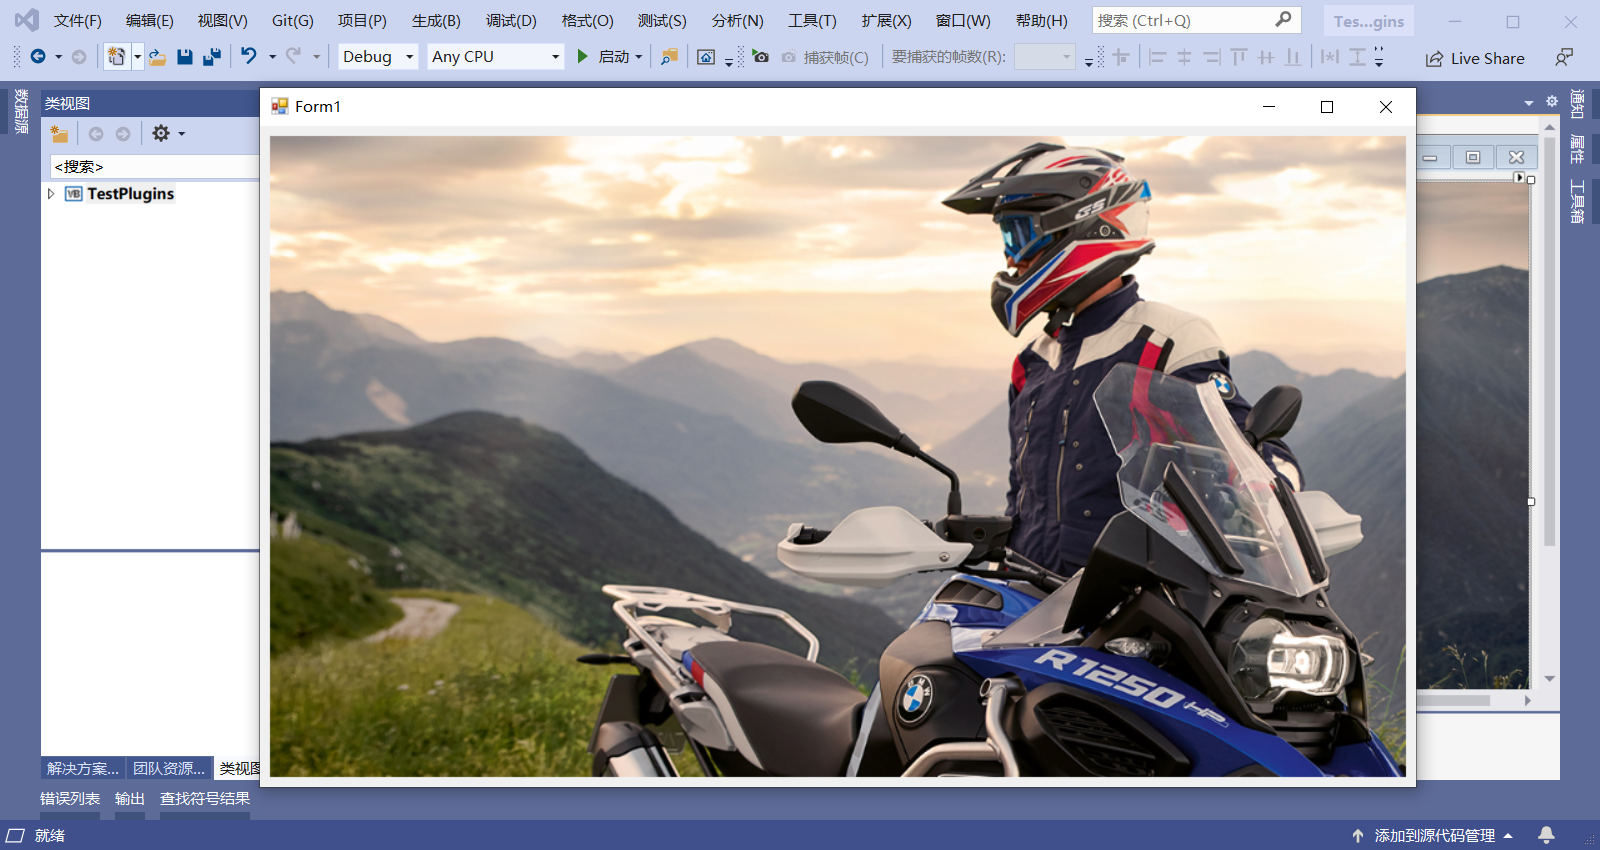 文件(F) 编辑(E) 视图(V) Git(G) 项目(P) 生成(B) 调试(D) 格式(O) 测试(S) 分析(N) 工具(T) 扩展(X) 窗口(W) 帮助(H) 搜索 (Ctrl+Q) Tes...gins
Debug Any CPU 启动 捕获帧(C) 要捕获的帧数(R): Live Share
数据源
类视图
<搜索>
VB TestPlugins
Form1
GS
R 1250 HP
BMW
通知
属性
工具箱
解决方案... 团队资源... 类视图
错误列表 输出 查找符号结果
就绪 添加到源代码管理